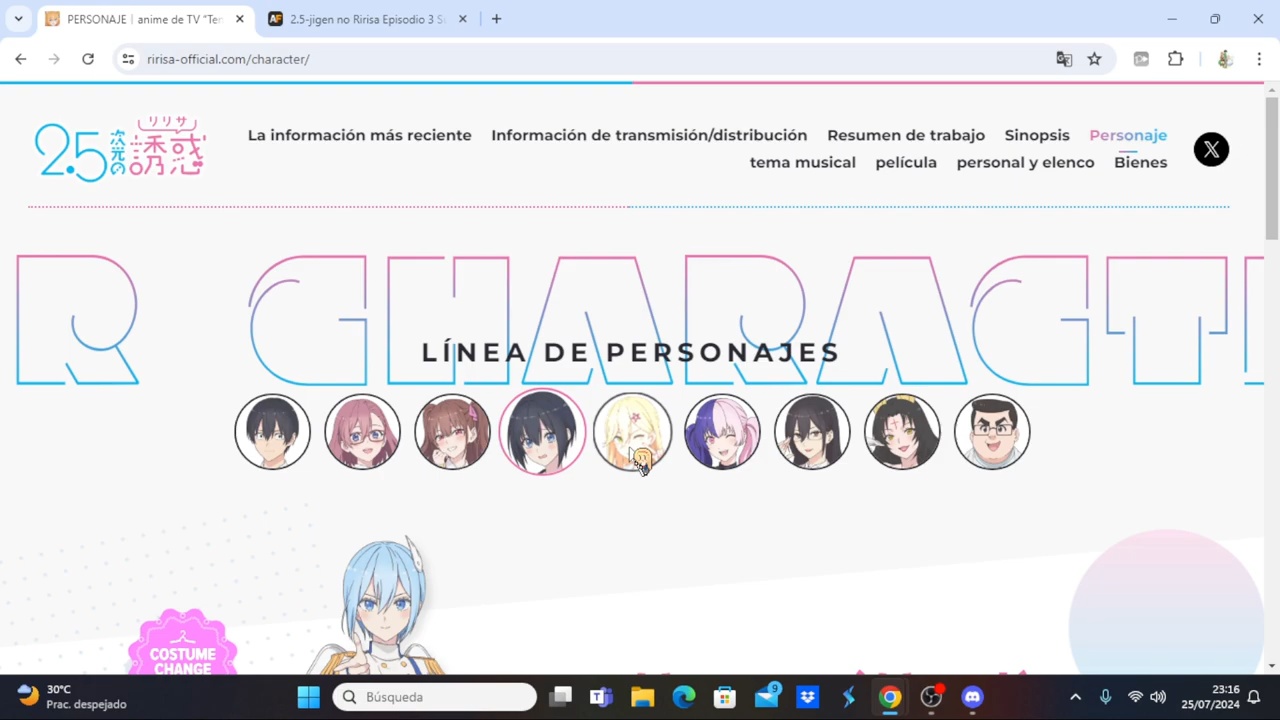 PERSONAJE | anime de TV "Ten
2.5-jigen no Ririsa Episodio 3 S
ririsa-official.com/character/
リリサ
2.5次元の誘惑
La información más reciente
Información de transmisión/distribución
Resumen de trabajo
Sinopsis
Personaje
tema musical
película
personal y elenco
Bienes
R CHARACT
LÍNEA DE PERSONAJES
COSTUME
CHANGE
30°C
Prac. despejado
Búsqueda
9
23:16
25/07/2024